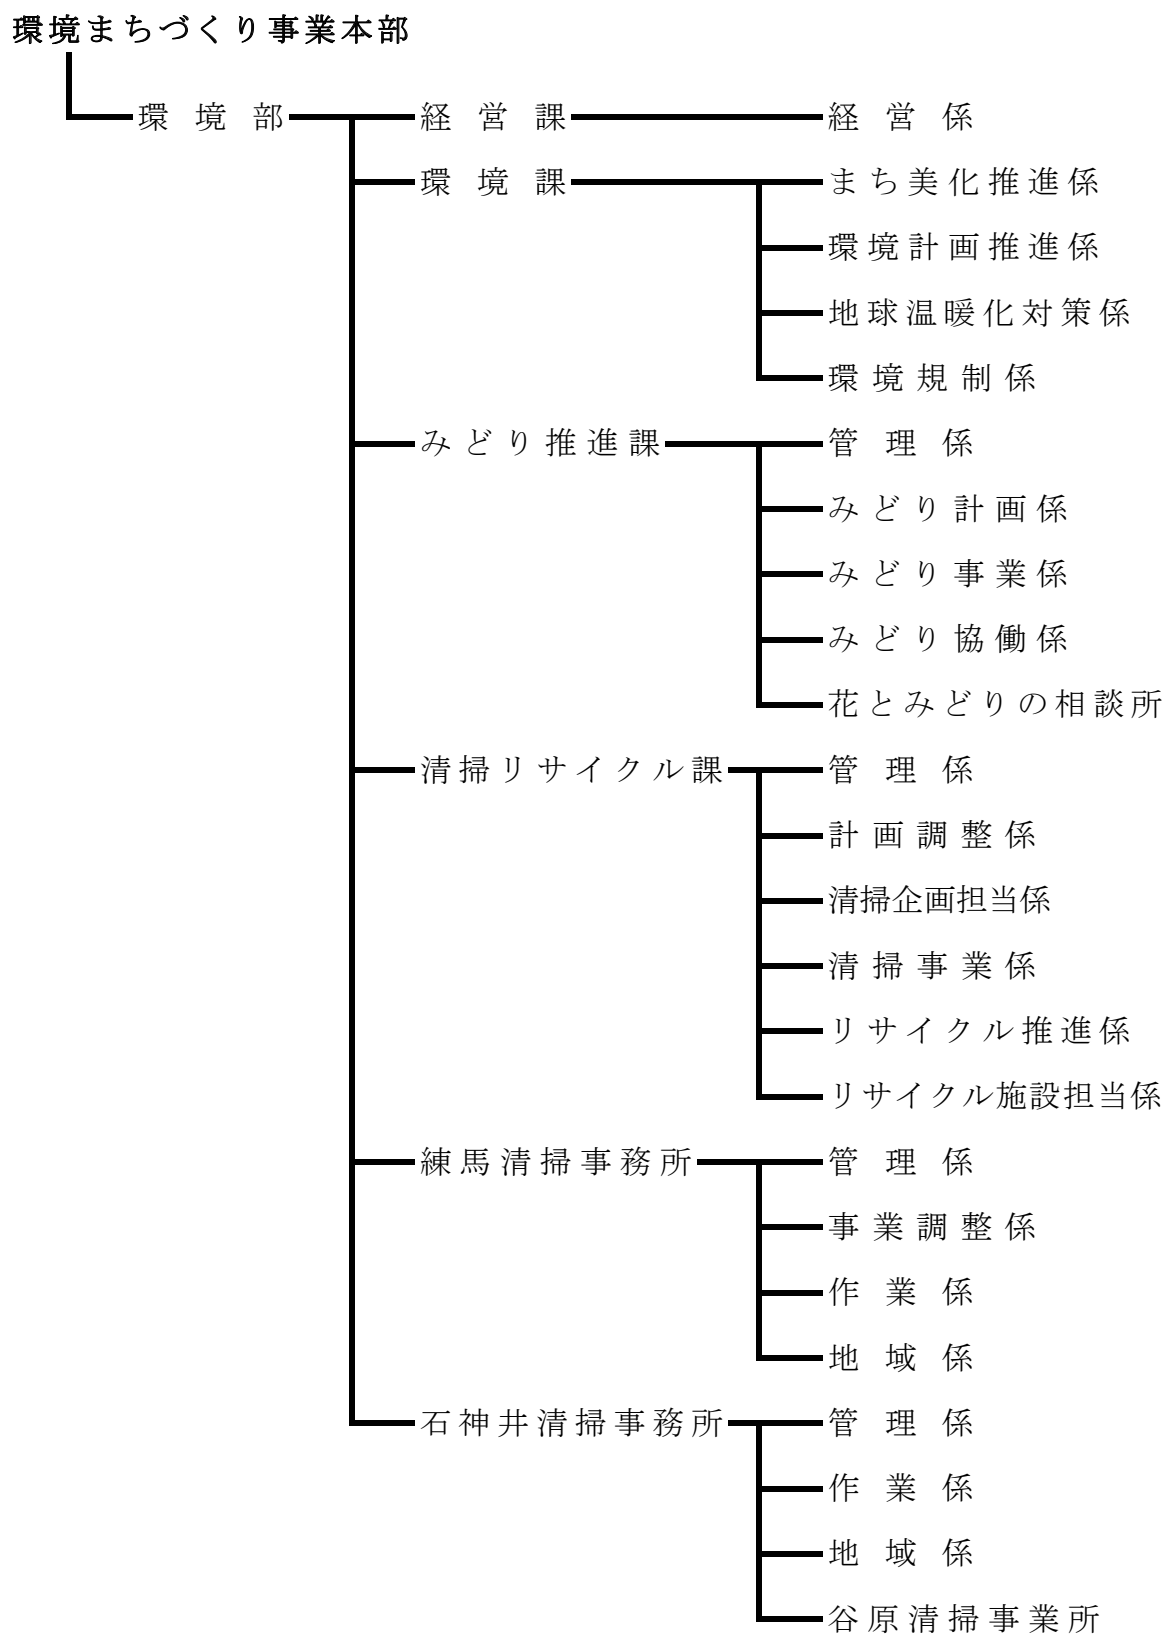 環境まちづくり事業本部
環境部 経営課 経営係
環境課 まち美化推進係
環境計画推進係
地球温暖化対策係
環境規制係
みどり推進課 管理係
みどり計画係
みどり事業係
みどり協働係
花とみどりの相談所
清掃リサイクル課 管理係
計画調整係
清掃企画担当係
清掃事業係
リサイクル推進係
リサイクル施設担当係
練馬清掃事務所 管理係
事業調整係
作業係
地域係
石神井清掃事務所 管理係
作業係
地域係
谷原清掃事業所